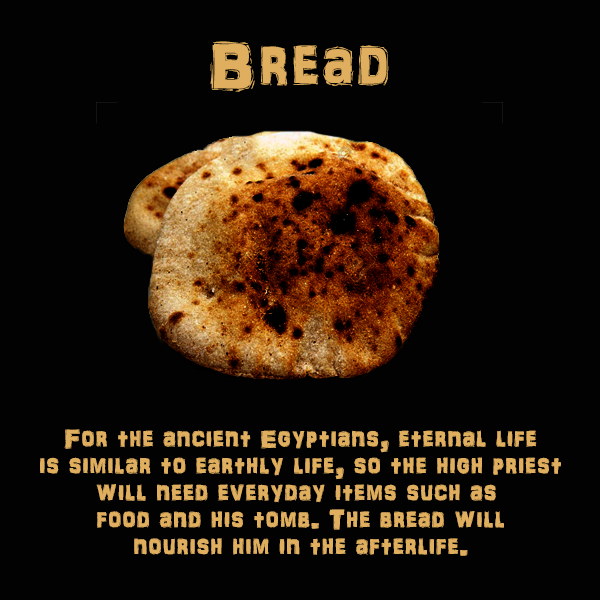 Bread
For the ancient Egyptians, eternal life
is similar to earthly life, so the high priest
will need everyday items such as
food and his tomb. The bread will
nourish him in the afterlife.